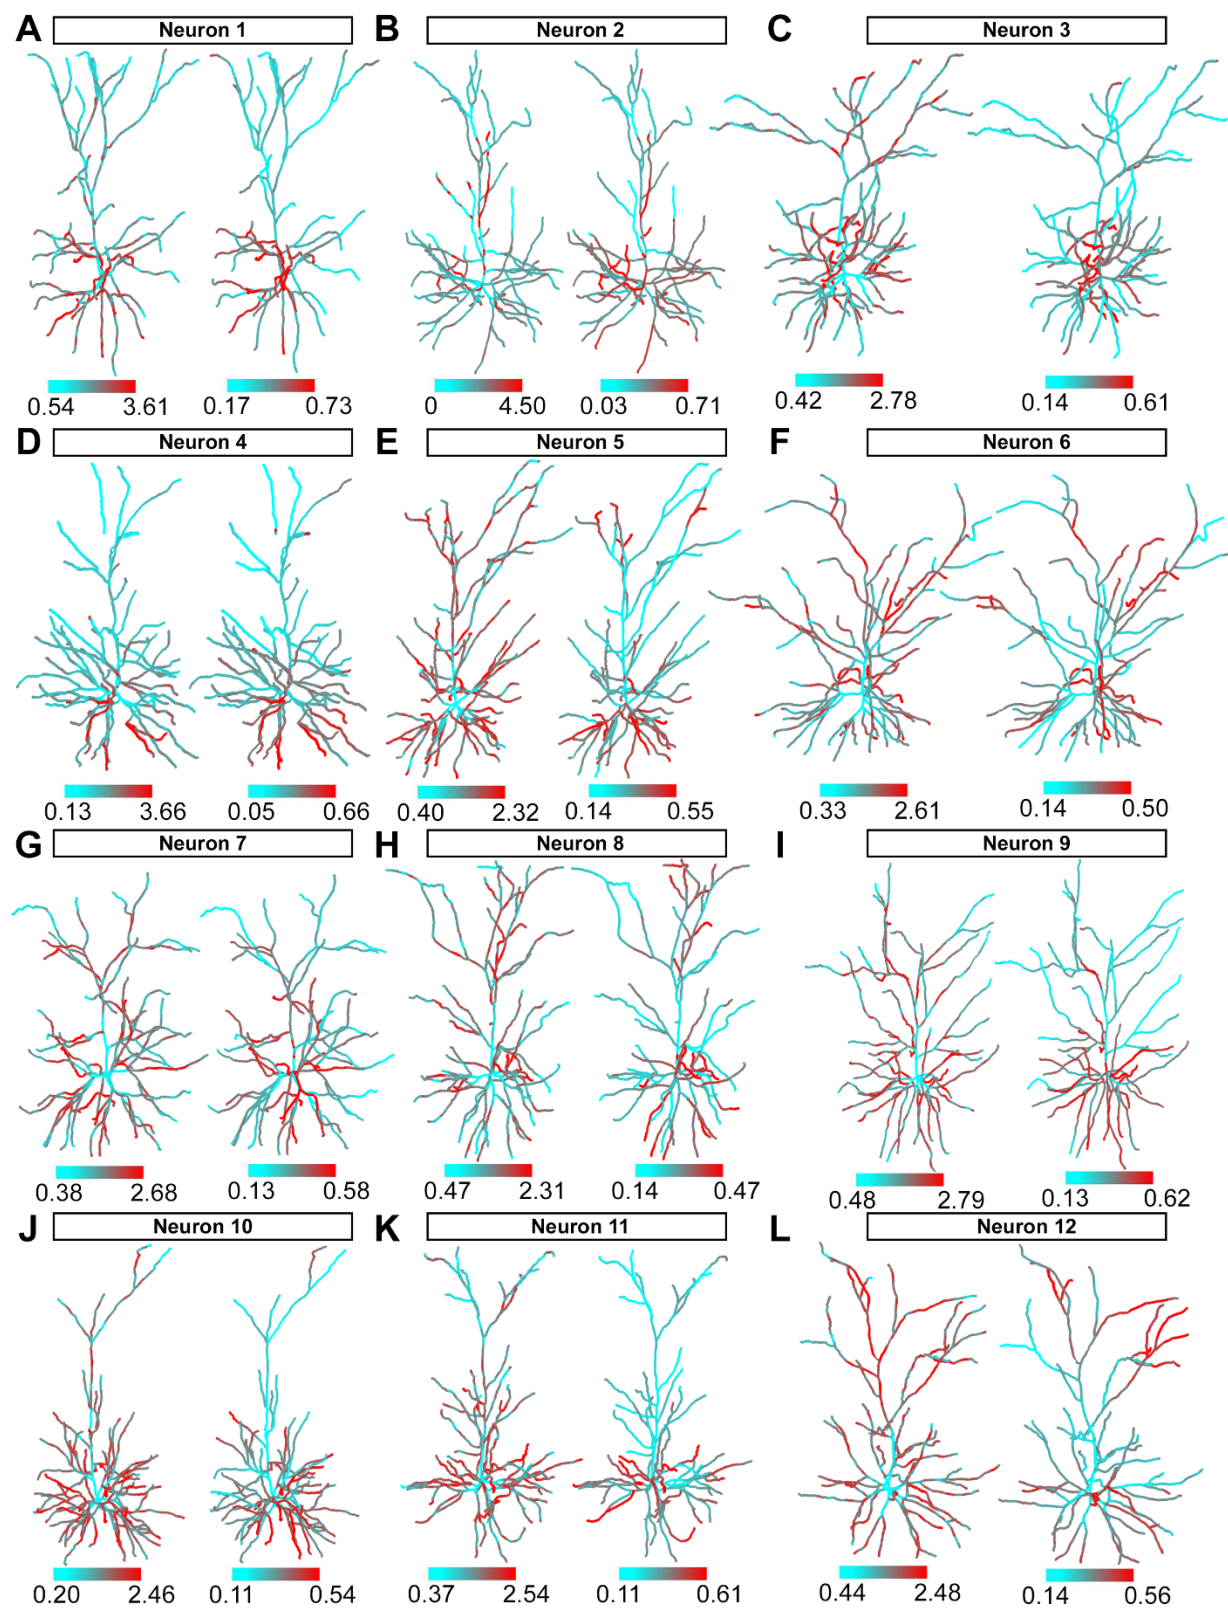 A Neuron 1
B Neuron 2
C Neuron 3
0.54 3.61
0.17 0.73
0 4.50
0.03 0.71
0.42 2.78
0.14 0.61
D Neuron 4
E Neuron 5
F Neuron 6
0.13 3.66
0.05 0.66
0.40 2.32
0.14 0.55
0.33 2.61
0.14 0.50
G Neuron 7
H Neuron 8
I Neuron 9
0.38 2.68
0.13 0.58
0.47 2.31
0.14 0.47
0.48 2.79
0.13 0.62
J Neuron 10
K Neuron 11
L Neuron 12
0.20 2.46
0.11 0.54
0.37 2.54
0.11 0.61
0.44 2.48
0.14 0.56